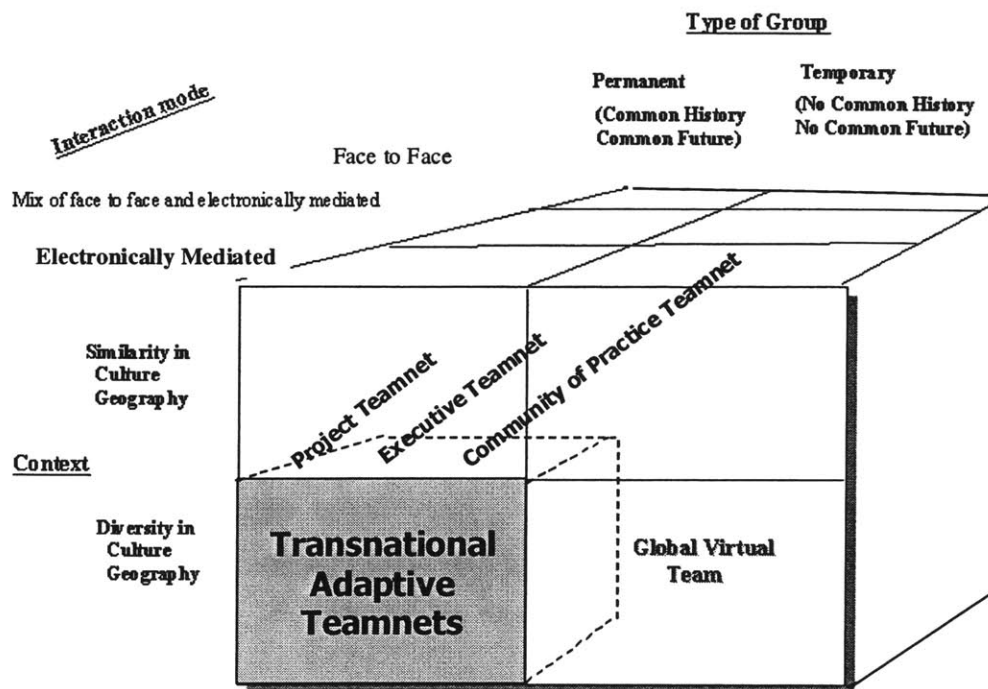 Type of Group
Permanent
(Common History
Common Future)
Temporary
(No Common History
No Common Future)
Interaction mode
Face to Face
Mix of face to face and electronically mediated
Electronically Mediated
Similarity in
Culture
Geography
Project Teamnet
Executive Teamnet
Community of Practice Teamnet
Context
Diversity in
Culture
Geography
Transnational
Adaptive
Teamnets
Global Virtual
Team